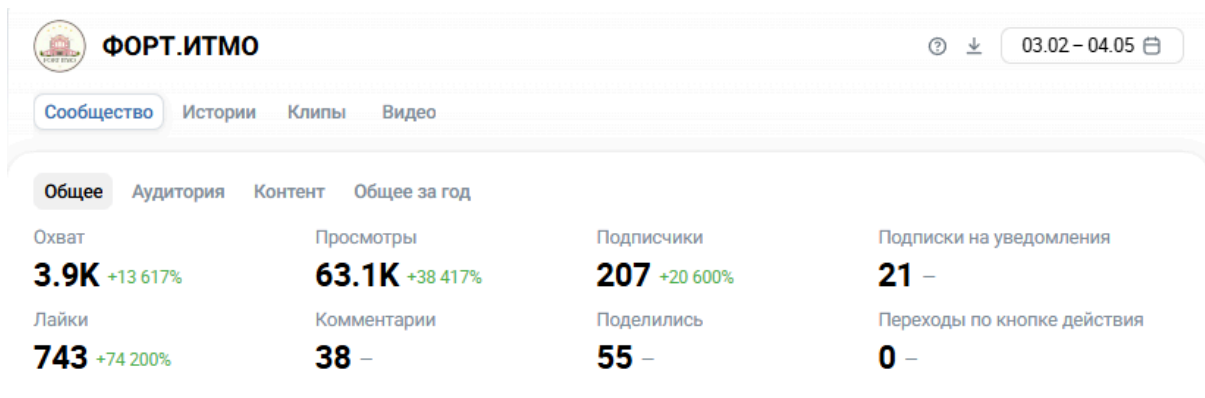 ФОРТ.ИТМО
03.02 – 04.05
Сообщество Истории Клипы Видео
Общее Аудитория Контент Общее за год
Охват Просмотры Подписчики Подписки на уведомления
3.9K +13 617% 63.1K +38 417% 207 +20 600% 21 –
Лайки Комментарии Поделились Переходы по кнопке действия
743 +74 200% 38 – 55 – 0 –